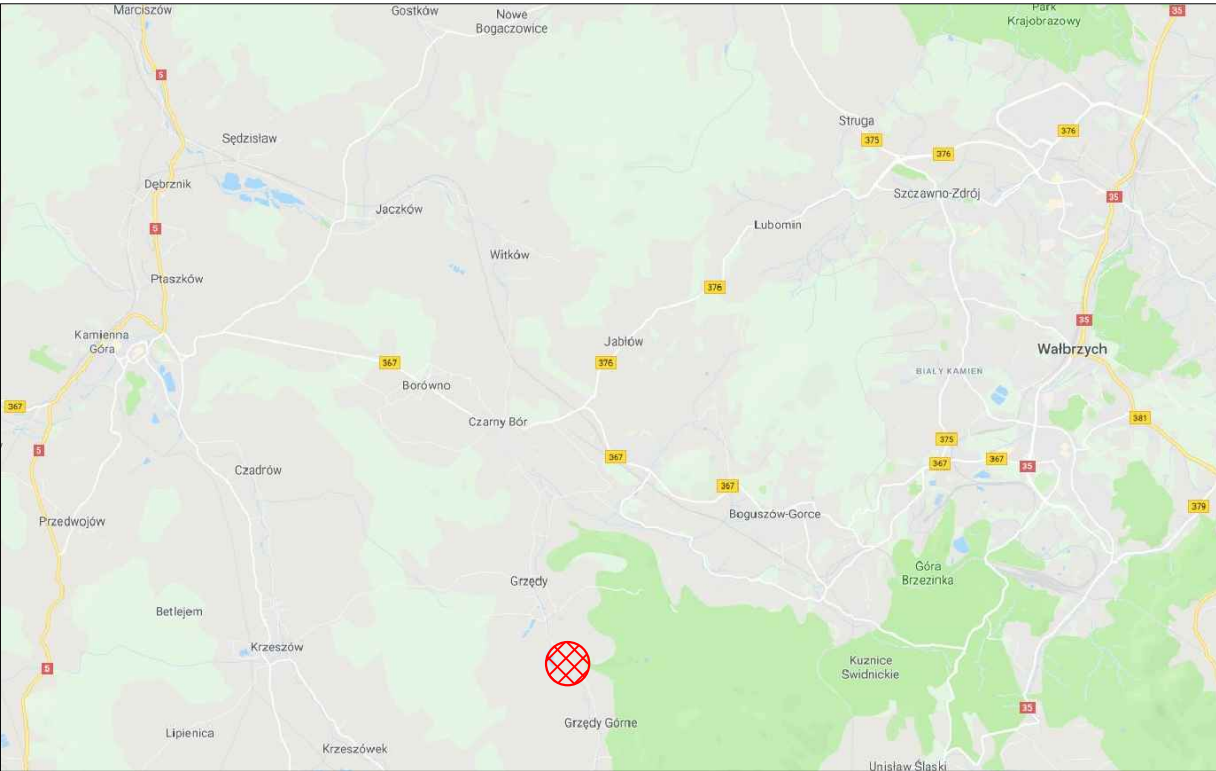 Marciszów
Gostków
Nowe
Bogaczowice
Park
Krajobrazowy
35
5
Struga
376
375
Sędzisław
376
Dębrznik
Szczawno-Zdrój
35
Jaczków
Lubomin
5
Witków
Ptaszków
376
35
Kamienna
Góra
Jabłów
Wałbrzych
367
376
BIAŁY KAMIEŃ
Borówno
367
Czarny Bór
381
375
5
367
367
367
35
Czadrów
367
Boguszów-Gorce
379
Przedwojów
Góra
Brzezinka
Grzędy
Betlejem
Krzeszów
Kuznice
Swidnickie
5
35
Grzędy Górne
Lipienica
Krzeszówek
Unisław Śląski